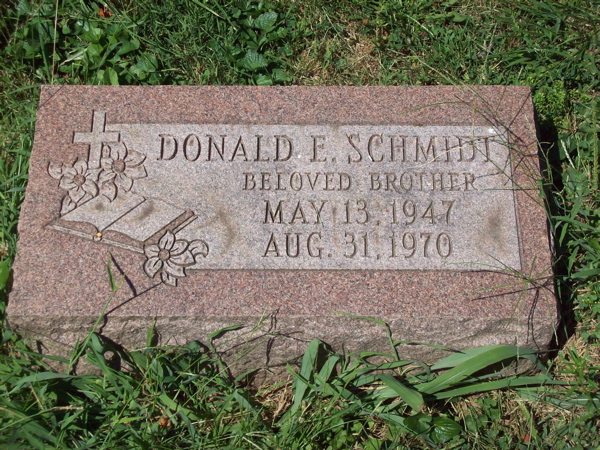 DONALD E. SCHMIDT
BELOVED BROTHER
MAY 13, 1947
AUG. 31, 1970